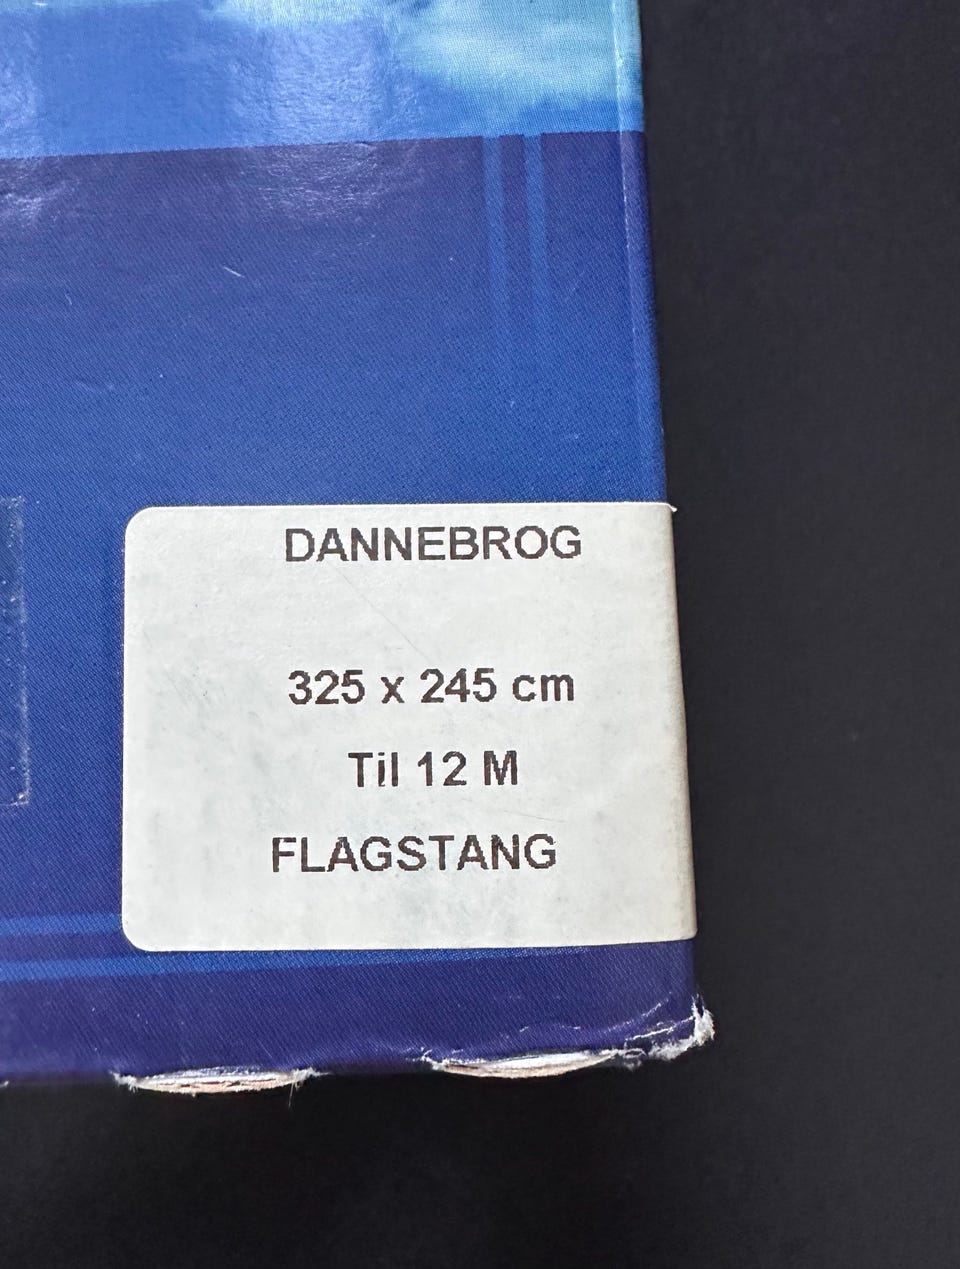 DANNEBROG
325 x 245 cm
Til 12 M
FLAGSTANG